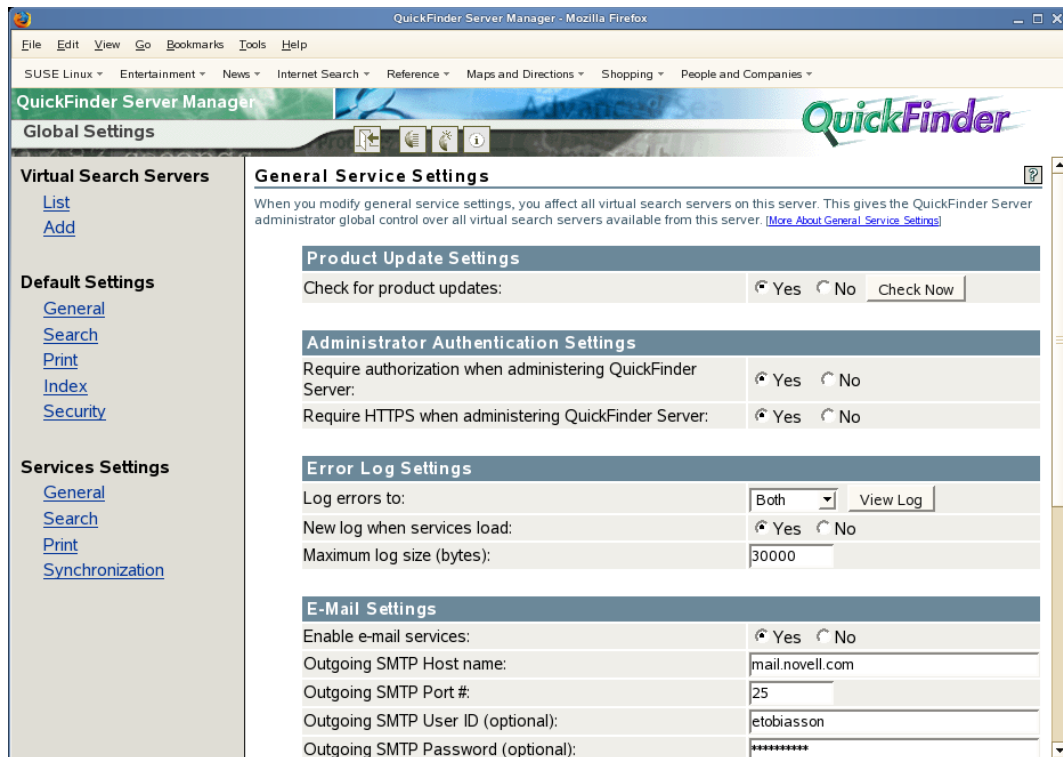 QuickFinder Server Manager - Mozilla Firefox
File Edit View Go Bookmarks Tools Help
SUSE Linux Entertainment News Internet Search Reference Maps and Directions Shopping People and Companies
QuickFinder Server Manager
Advanced Sea
QuickFinder
Global Settings
Virtual Search Servers
List
Add
Default Settings
General
Search
Print
Index
Security
Services Settings
General
Search
Print
Synchronization
General Service Settings
When you modify general service settings, you affect all virtual search servers on this server. This gives the QuickFinder Server
administrator global control over all virtual search servers available from this server. [More About General Service Settings]
Product Update Settings
Check for product updates: Yes No Check Now
Administrator Authentication Settings
Require authorization when administering QuickFinder
Server: Yes No
Require HTTPS when administering QuickFinder Server: Yes No
Error Log Settings
Log errors to: Both View Log
New log when services load: Yes No
Maximum log size (bytes): 30000
E-Mail Settings
Enable e-mail services: Yes No
Outgoing SMTP Host name: mail.novell.com
Outgoing SMTP Port #: 25
Outgoing SMTP User ID (optional): etobiasson
Outgoing SMTP Password (optional): **********